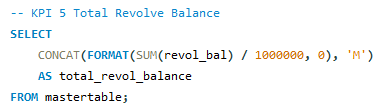 -- KPI 5 Total Revolve Balance
SELECT
    CONCAT(FORMAT(SUM(revol_bal) / 1000000, 0), 'M')
    AS total_revol_balance
FROM mastertable;